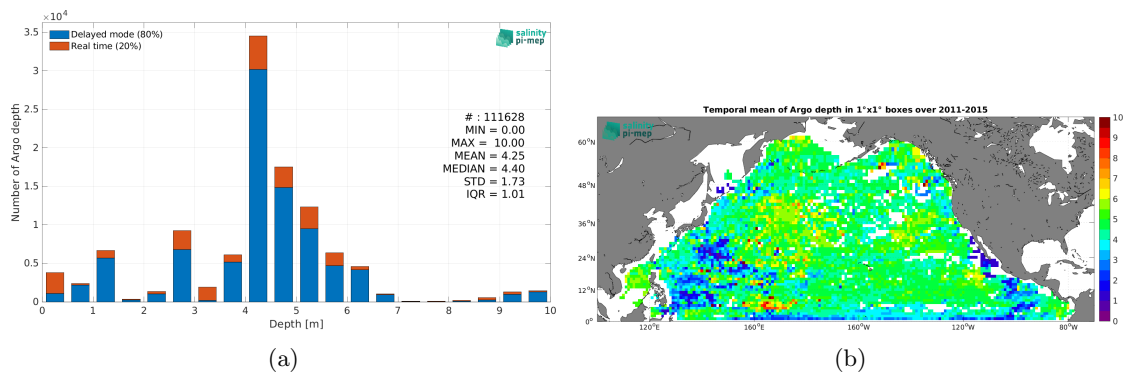 ×10⁴
3.5
3
2.5
2
1.5
1
0.5
0
0 1 2 3 4 5 6 7 8 9 10
Depth [m]
Number of Argo depth
Delayed mode (80%)
Real time (20%)
salinity
pi-mep
# : 111628
MIN = 0.00
MAX = 10.00
MEAN = 4.25
MEDIAN = 4.40
STD = 1.73
IQR = 1.01
(a)
Temporal mean of Argo depth in 1°x1° boxes over 2011-2015
salinity
pi-mep
60°N
48°N
36°N
24°N
12°N
0°
120°E 160°E 160°W 120°W 80°W
10
9
8
7
6
5
4
3
2
1
0
(b)